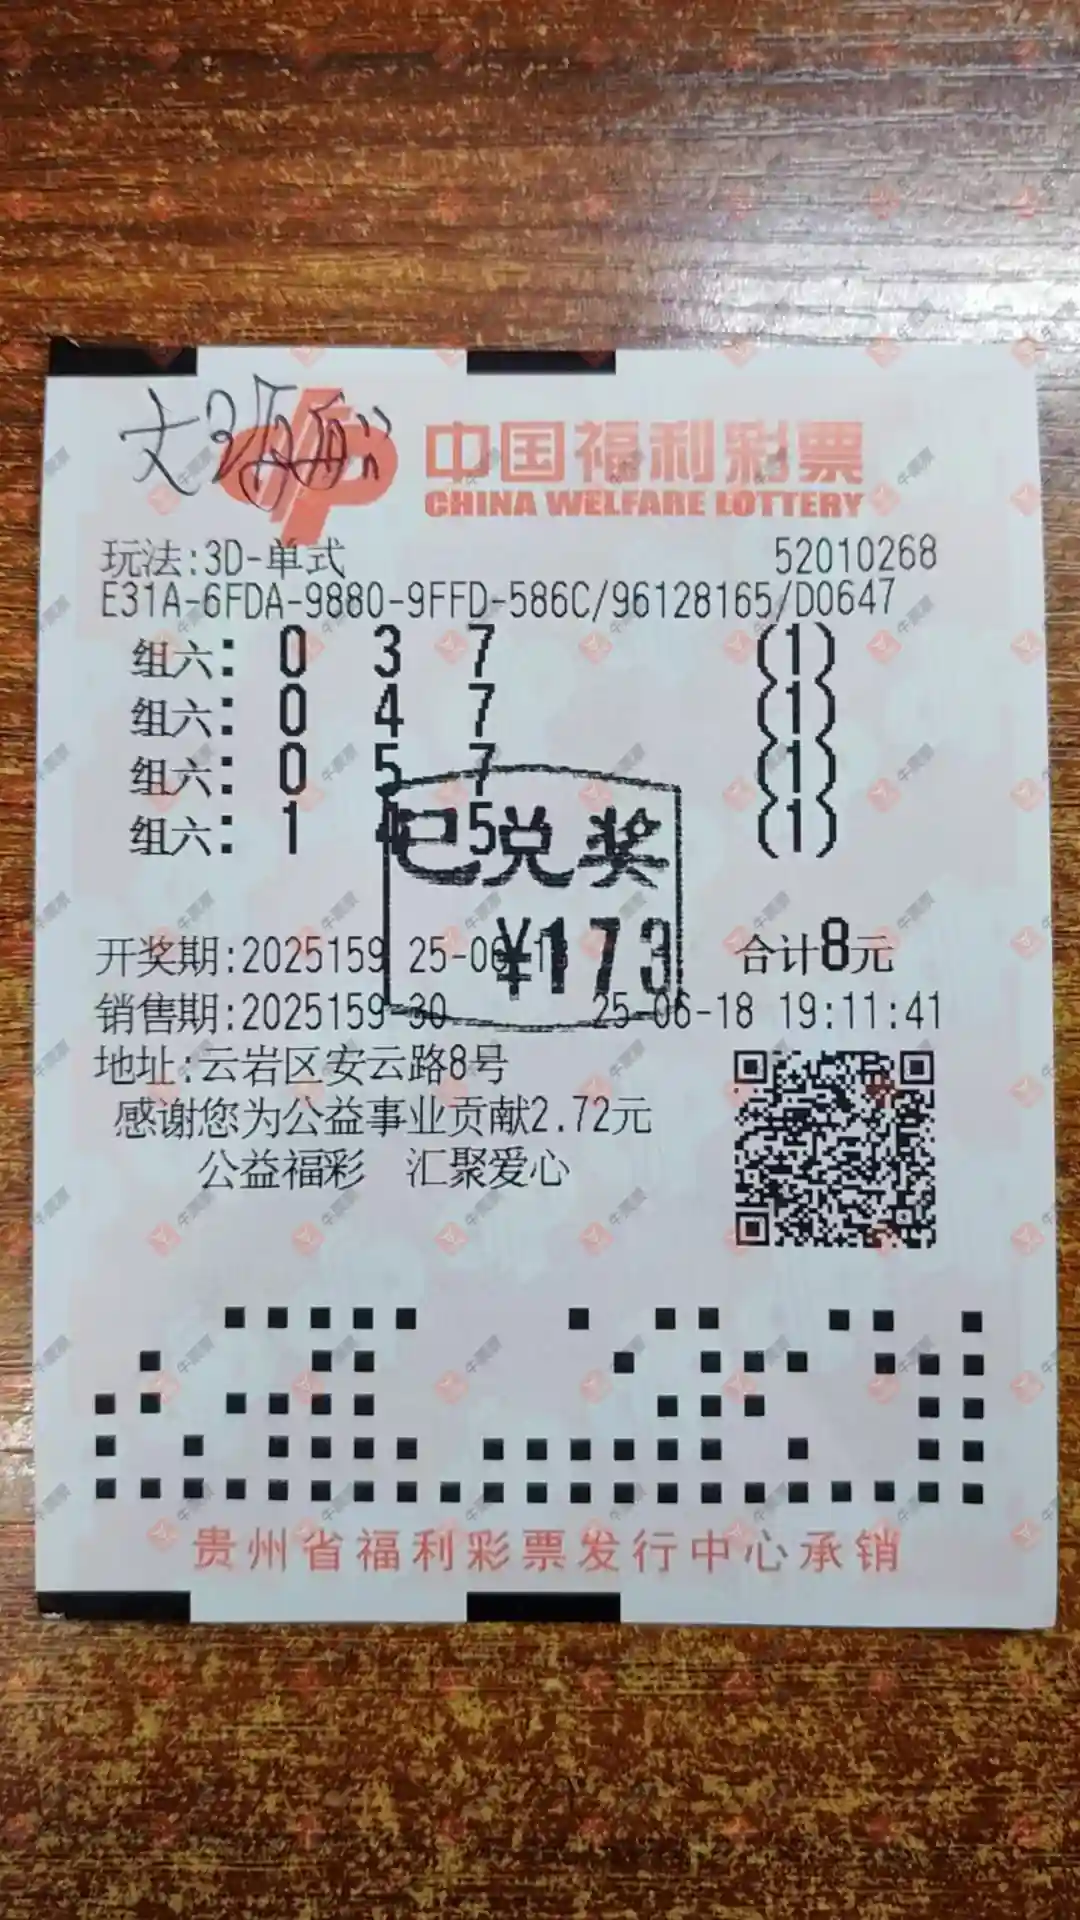 中国福利彩票
CHINA WELFARE LOTTERY
玩法:3D-单式 52010268
E31A-6FDA-9880-9FFD-586C/96128165/D0647
组六: 0 3 7 (1)
组六: 0 4 7 (1)
组六: 0 5 7 (1)
组六: 1 4 5 (1)
已兑奖
¥173
开奖期:2025159 25-06-18 合计8元
销售期:2025159-30 25-06-18 19:11:41
地址:云岩区安云路8号
感谢您为公益事业贡献2.72元
公益福彩 汇聚爱心
贵州省福利彩票发行中心承销